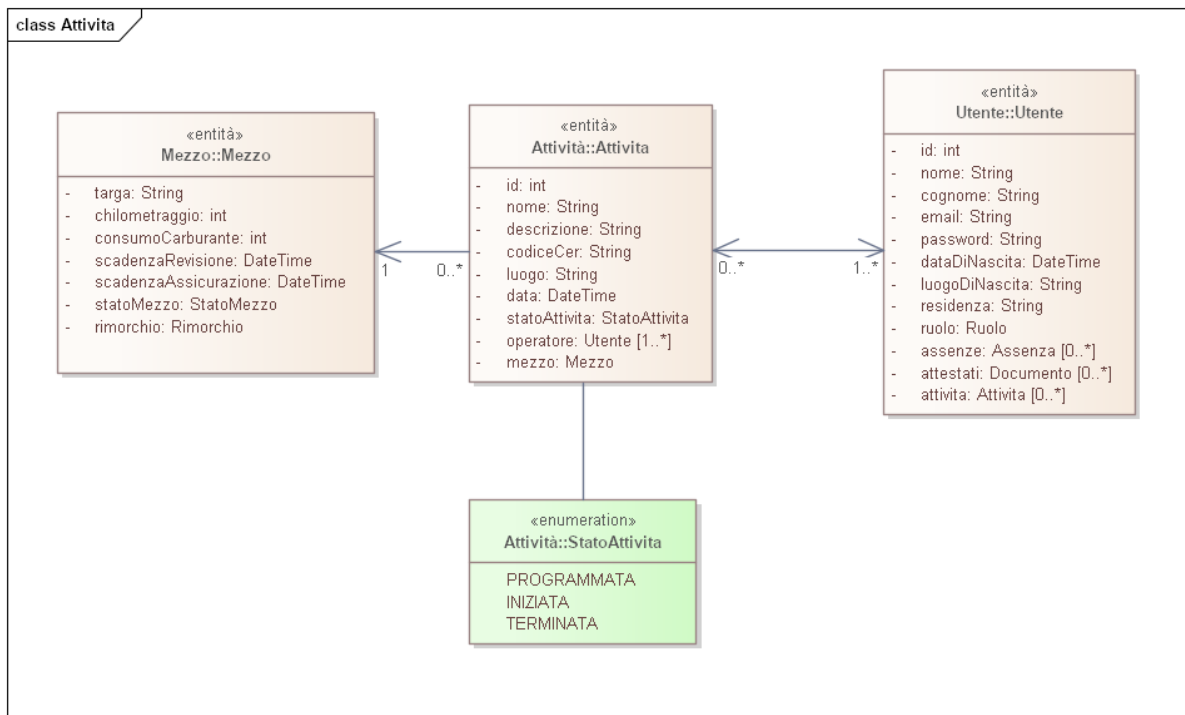 class Attivita
«entità»
Mezzo::Mezzo
- targa: String
- chilometraggio: int
- consumoCarburante: int
- scadenzaRevisione: DateTime
- scadenzaAssicurazione: DateTime
- statoMezzo: StatoMezzo
- rimorchio: Rimorchio
1
0..*
«entità»
Attività::Attivita
- id: int
- nome: String
- descrizione: String
- codiceCer: String
- luogo: String
- data: DateTime
- statoAttivita: StatoAttivita
- operatore: Utente [1..*]
- mezzo: Mezzo
0..*
1..*
«entità»
Utente::Utente
- id: int
- nome: String
- cognome: String
- email: String
- password: String
- dataDiNascita: DateTime
- luogoDiNascita: String
- residenza: String
- ruolo: Ruolo
- assenze: Assenza [0..*]
- attestati: Documento [0..*]
- attivita: Attivita [0..*]
«enumeration»
Attività::StatoAttivita
PROGRAMMATA
INIZIATA
TERMINATA